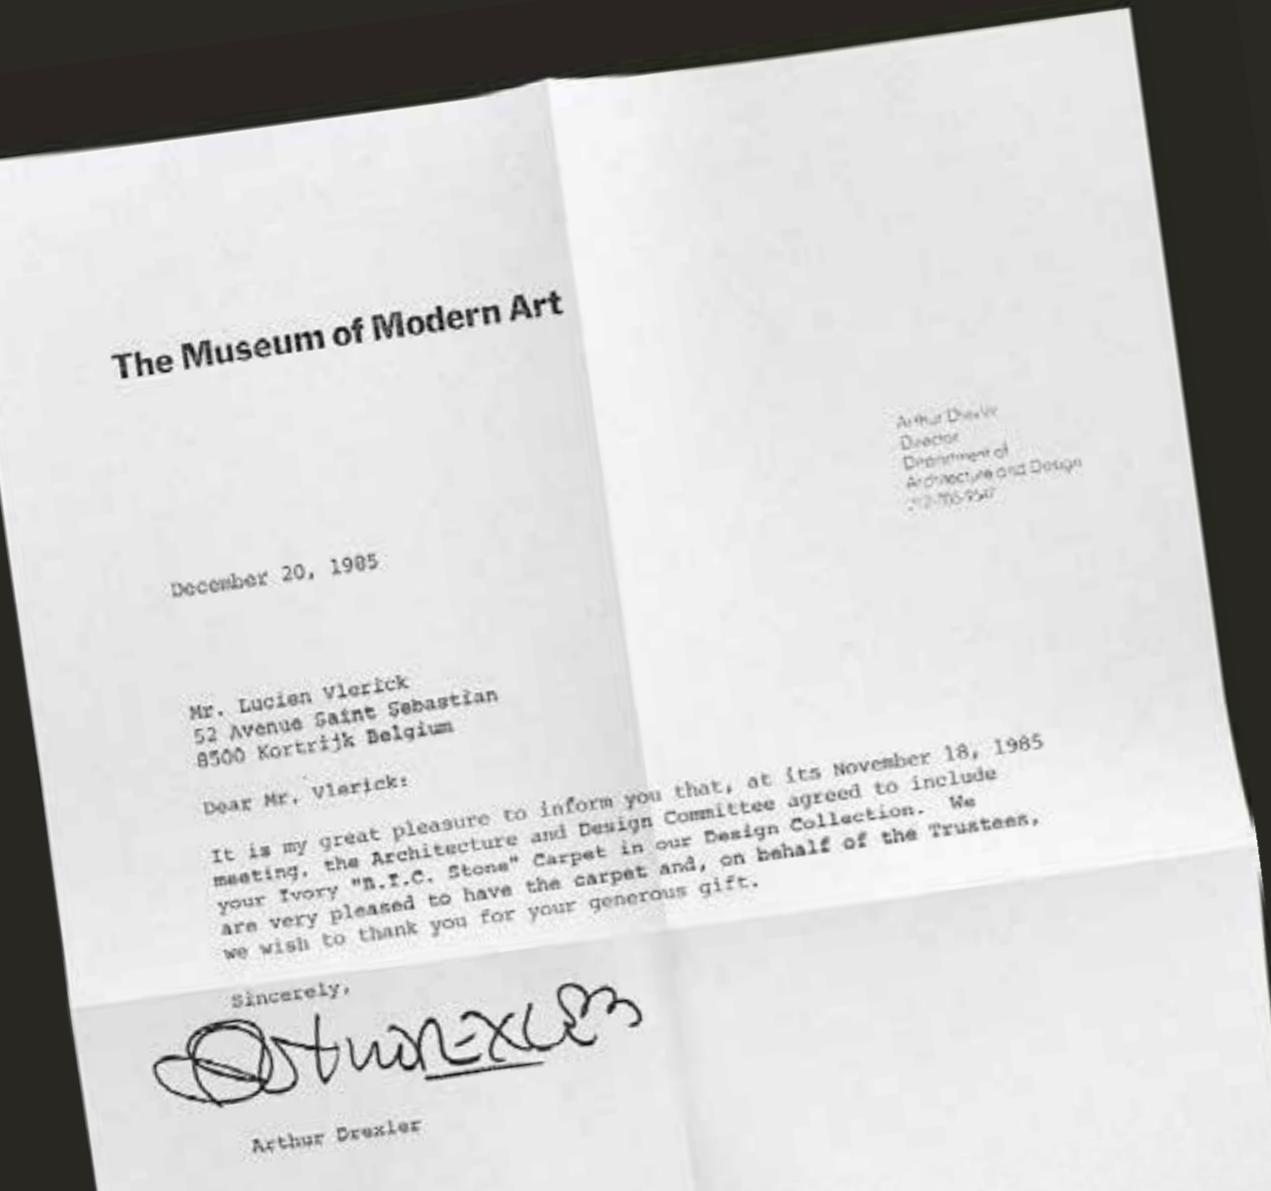 The Museum of Modern Art
Arthur Drexler
Director
Department of
Architecture and Design
December 20, 1985
Mr. Lucien Vlerick
52 Avenue Saint Sebastian
8500 Kortrijk Belgium
Dear Mr. Vlerick:
It is my great pleasure to inform you that, at its November 18, 1985
meeting, the Architecture and Design Committee agreed to include
your Ivory "B.I.C. Stone" Carpet in our Design Collection. We
are very pleased to have the carpet and, on behalf of the Trustees,
we wish to thank you for your generous gift.
Sincerely,
Arthur Drexler
Arthur Drexler